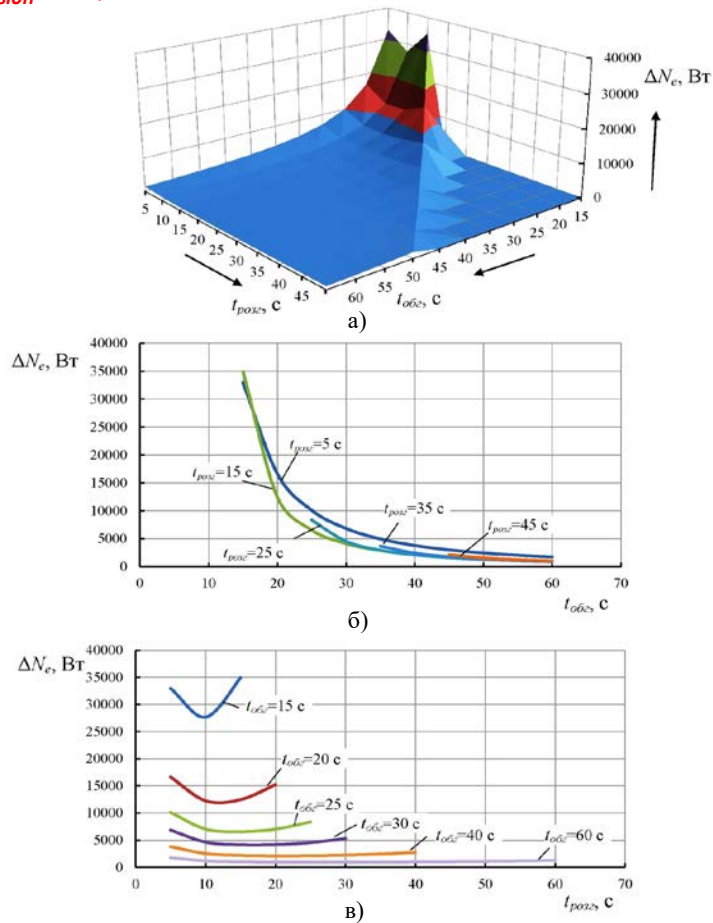 sion
40000
ΔNₑ, Вт
30000
20000
10000
0
5
10
15
20
25
30
35
40
45
tрозг, с
60
55
50
45
40
35
30
25
20
15
tобг, с
а)
ΔNₑ, Вт
40000
35000
30000
25000
20000
15000
10000
5000
0
tрозг=5 с
tрозг=15 с
tрозг=25 с
tрозг=35 с
tрозг=45 с
0 10 20 30 40 50 60 70
tобг, с
б)
ΔNₑ, Вт
40000
35000
30000
25000
20000
15000
10000
5000
0
tобг=15 с
tобг=20 с
tобг=25 с
tобг=30 с
tобг=40 с
tобг=60 с
0 10 20 30 40 50 60 70
tрозг, с
в)